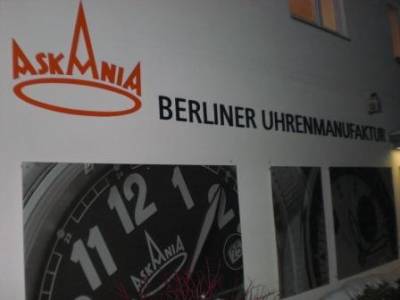 ASKANIA
BERLINER UHRENMANUFAKTUR
11 12 1 2
ASKANIA